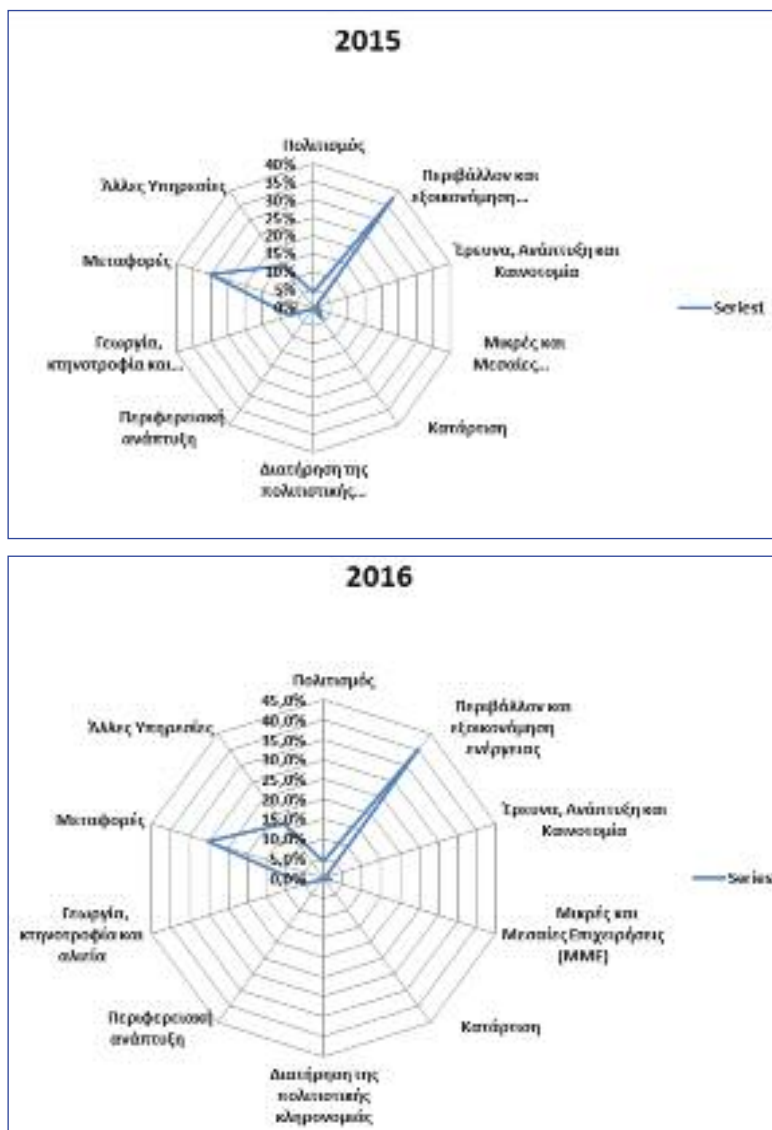 2015
Πολιτισμός
40%
35%
30%
25%
20%
15%
10%
5%
0%
Περιβάλλον και
εξοικονόμηση...
Έρευνα, Ανάπτυξη και
Καινοτομία
Μικρές και
Μεσαίες...
Κατάρτιση
Διατήρηση της
πολιτιστικής...
Περιφερειακή
ανάπτυξη
Γεωργία,
κτηνοτροφία και...
Μεταφορές
Άλλες Υπηρεσίες
Series1
2016
Πολιτισμός
45,0%
40,0%
35,0%
30,0%
25,0%
20,0%
15,0%
10,0%
5,0%
0,0%
Περιβάλλον και
εξοικονόμηση
ενέργειας
Έρευνα, Ανάπτυξη και
Καινοτομία
Μικρές και
Μεσαίες Επιχειρήσεις
(ΜΜΕ)
Κατάρτιση
Διατήρηση της
πολιτιστικής
κληρονομιάς
Περιφερειακή
ανάπτυξη
Γεωργία,
κτηνοτροφία και
αλιεία
Μεταφορές
Άλλες Υπηρεσίες
Series